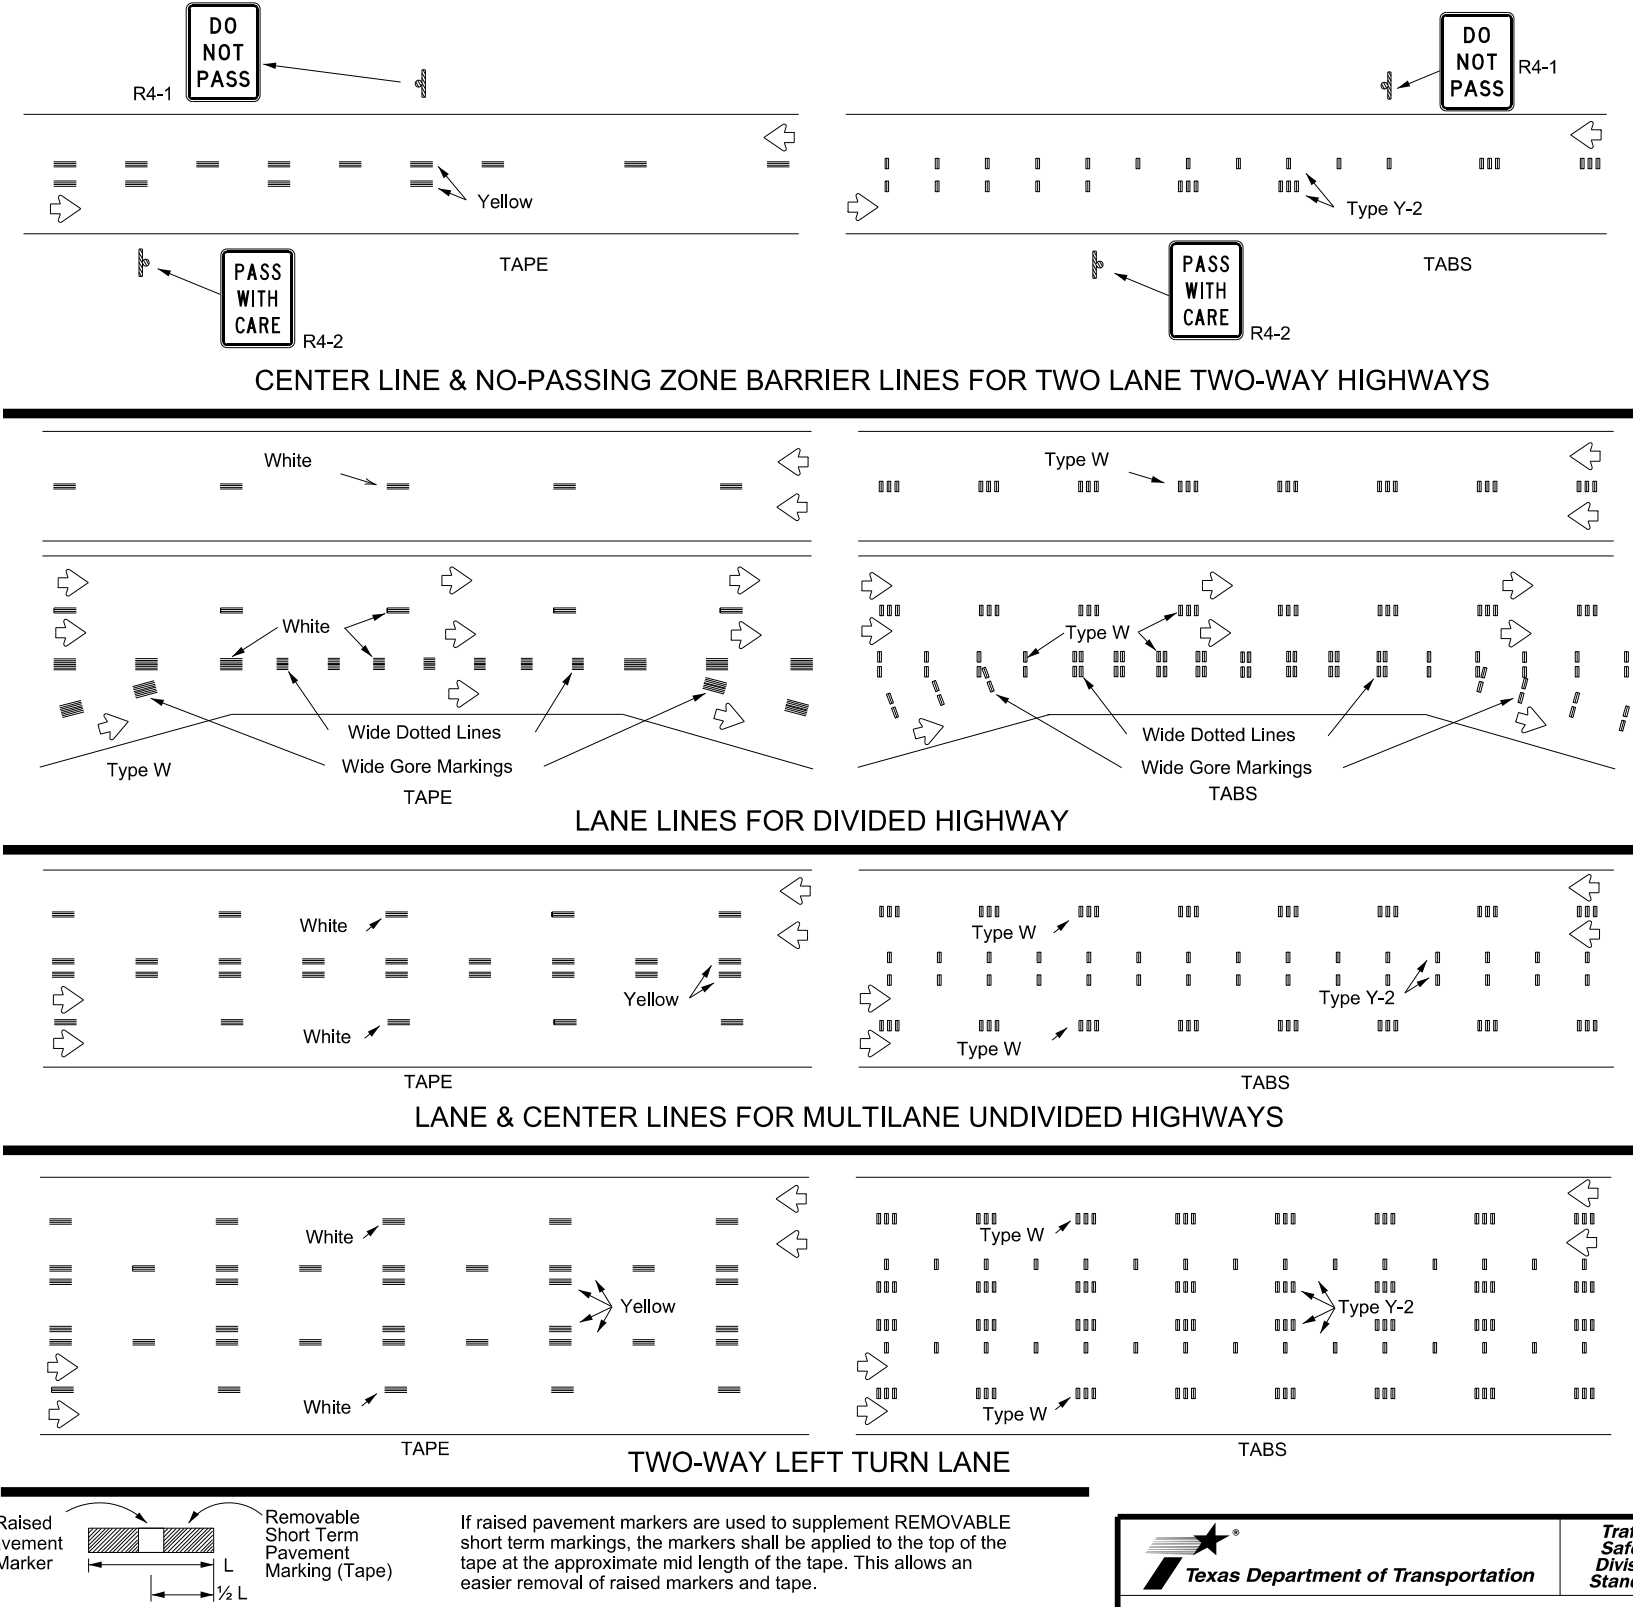 DO
NOT
PASS
R4-1
Yellow
TAPE
PASS
WITH
CARE
R4-2
DO
NOT
PASS
R4-1
Type Y-2
TABS
PASS
WITH
CARE
R4-2
CENTER LINE & NO-PASSING ZONE BARRIER LINES FOR TWO LANE TWO-WAY HIGHWAYS
White
Type W
White
Wide Dotted Lines
Wide Gore Markings
Type W
TAPE
Type W
Wide Dotted Lines
Wide Gore Markings
TABS
LANE LINES FOR DIVIDED HIGHWAY
White
Yellow
White
TAPE
Type W
Type Y-2
Type W
TABS
LANE & CENTER LINES FOR MULTILANE UNDIVIDED HIGHWAYS
White
Yellow
White
TAPE
Type W
Type Y-2
Type W
TABS
TWO-WAY LEFT TURN LANE
Raised
Marker
L
½ L
Removable
Short Term
Pavement
Marking (Tape)
If raised pavement markers are used to supplement REMOVABLE
short term markings, the markers shall be applied to the top of the
tape at the approximate mid length of the tape. This allows an
easier removal of raised markers and tape.
®
Texas Department of Transportation